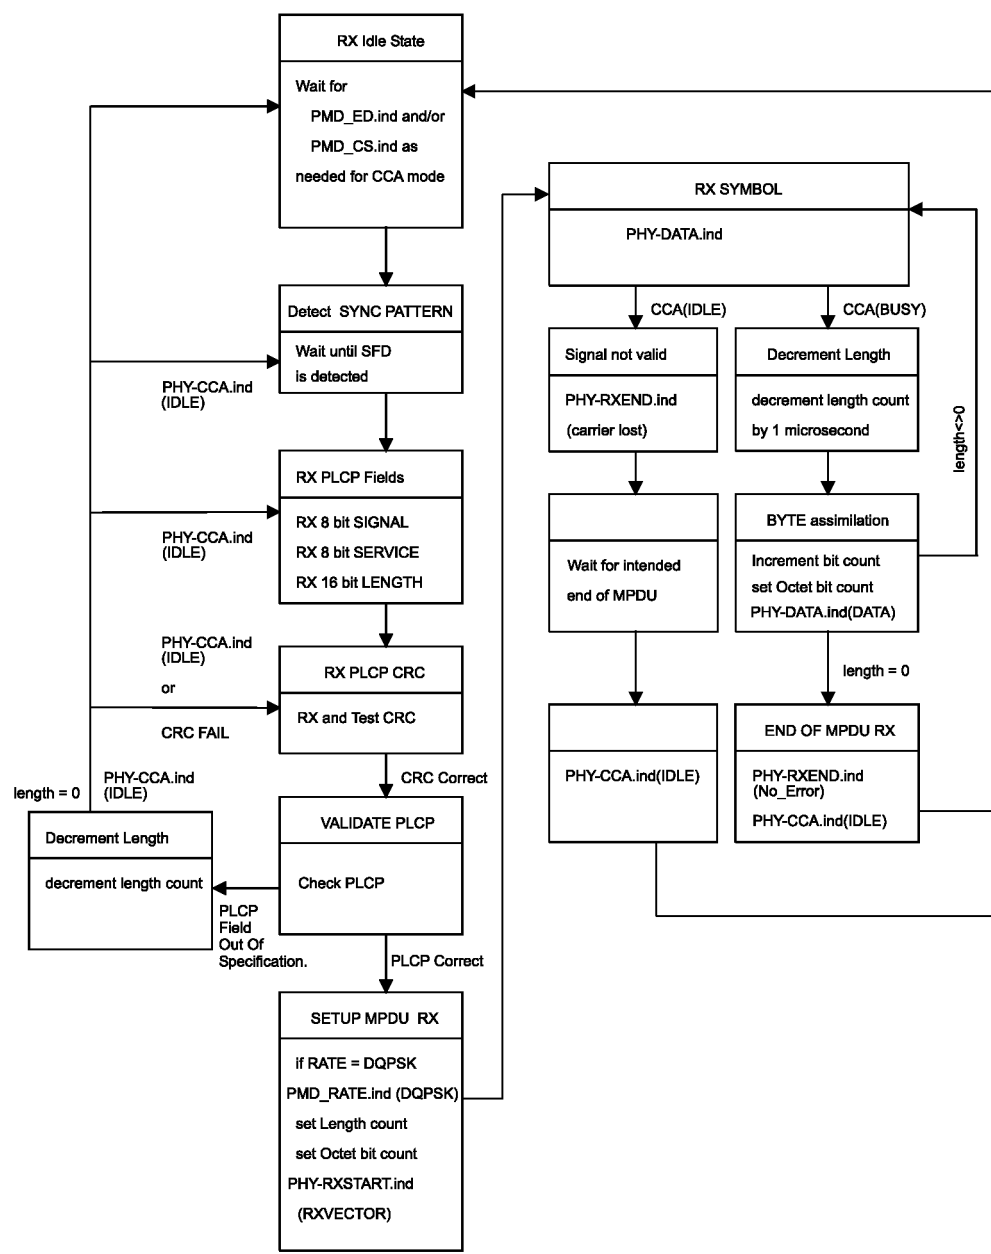 RX Idle State
Wait for
PMD_ED.ind and/or
PMD_CS.ind as
needed for CCA mode
Detect SYNC PATTERN
Wait until SFD
is detected
PHY-CCA.ind
(IDLE)
RX PLCP Fields
RX 8 bit SIGNAL
RX 8 bit SERVICE
RX 16 bit LENGTH
PHY-CCA.ind
(IDLE)
PHY-CCA.ind
(IDLE)
or
CRC FAIL
RX PLCP CRC
RX and Test CRC
CRC Correct
length = 0
PHY-CCA.ind
(IDLE)
Decrement Length
decrement length count
VALIDATE PLCP
Check PLCP
PLCP
Field
Out Of
Specification.
PLCP Correct
SETUP MPDU RX
if RATE = DQPSK
PMD_RATE.ind (DQPSK)
set Length count
set Octet bit count
PHY-RXSTART.ind
(RXVECTOR)
RX SYMBOL
PHY-DATA.ind
CCA(IDLE)
CCA(BUSY)
Signal not valid
PHY-RXEND.ind
(carrier lost)
Decrement Length
decrement length count
by 1 microsecond
length<>0
Wait for intended
end of MPDU
BYTE assimilation
Increment bit count
set Octet bit count
PHY-DATA.ind(DATA)
length = 0
PHY-CCA.ind(IDLE)
END OF MPDU RX
PHY-RXEND.ind
(No_Error)
PHY-CCA.ind(IDLE)